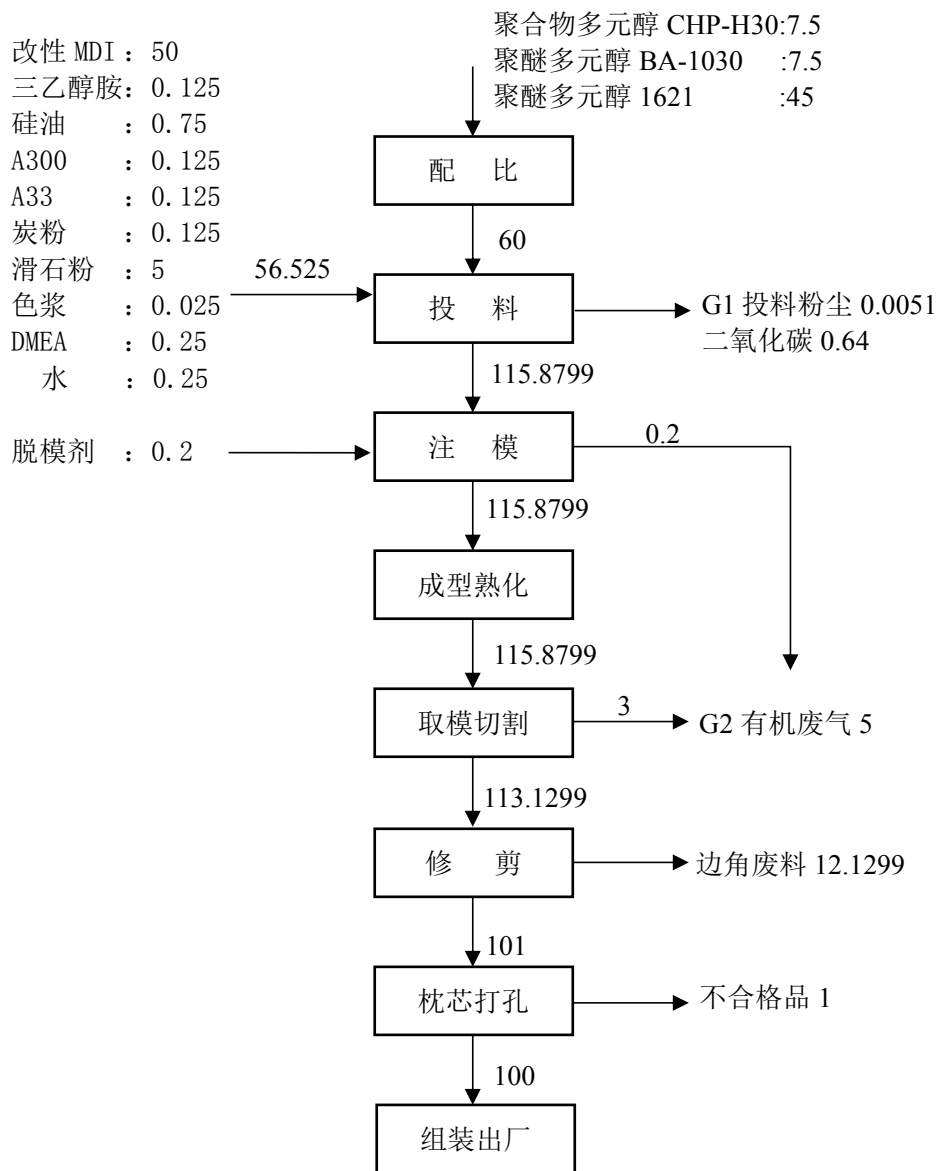 聚合物多元醇 CHP-H30:7.5
聚醚多元醇 BA-1030 :7.5
聚醚多元醇 1621 :45
改性 MDI：50
三乙醇胺：0.125
硅油 ：0.75
A300 ：0.125
A33 ：0.125
炭粉 ：0.125
滑石粉 ：5
色浆 ：0.025
DMEA ：0.25
水 ：0.25
脱模剂 ：0.2
配 比
60
56.525
投 料
G1 投料粉尘 0.0051
二氧化碳 0.64
115.8799
注 模
0.2
115.8799
成型熟化
115.8799
取模切割
3
G2 有机废气 5
113.1299
修 剪
边角废料 12.1299
101
枕芯打孔
不合格品 1
100
组装出厂